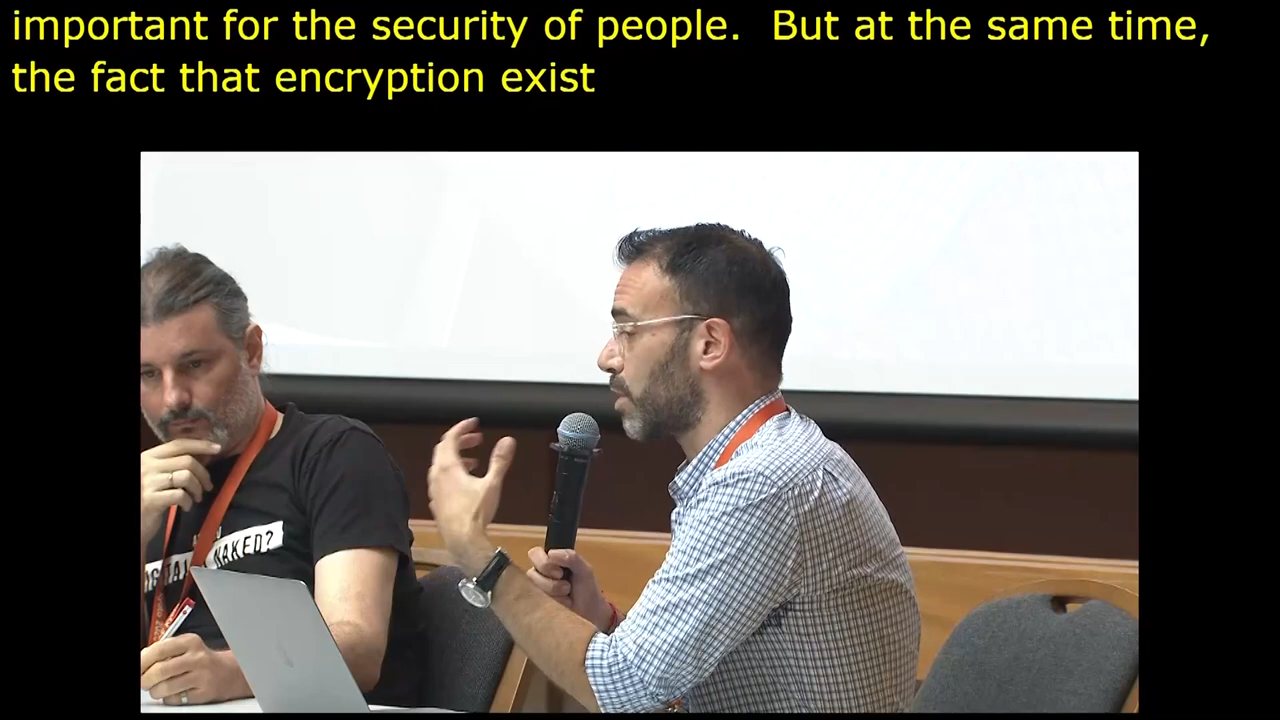 important for the security of people.  But at the same time,
the fact that encryption exist
NAKED?